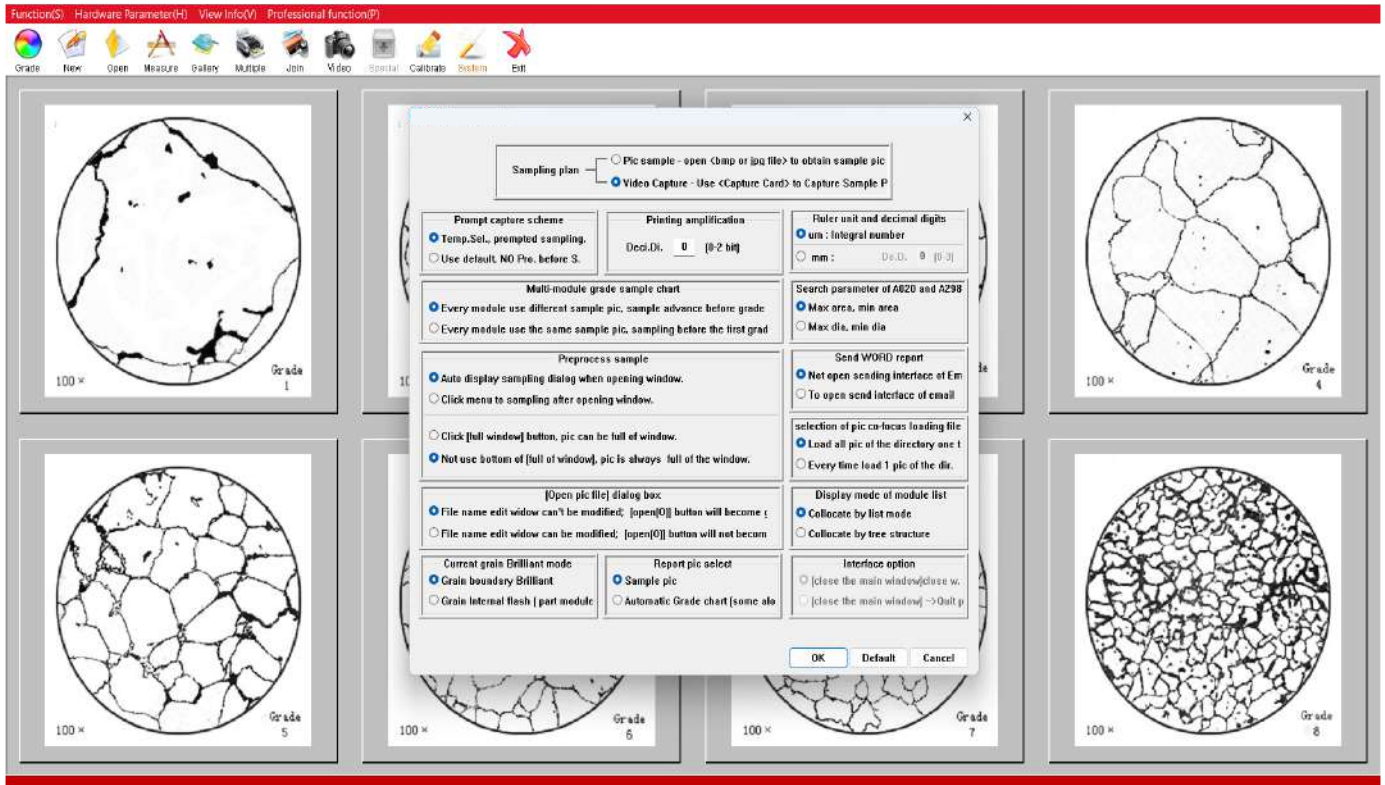 Function(S) Hardware Parameter(H) View Info(V) Professional function(P)
Grade New Open Measure Gallery Multiple Join Video Special Calibrate System Exit
Sampling plan
Pic sample - open <bmp or jpg file> to obtain sample pic
Video Capture - Use <Capture Card> to Capture Sample P
Prompt capture scheme
Temp.Sel., prompted sampling.
Use default, NO Pre. before S.
Printing amplification
Deci.Di. 0 (0-2 bit)
Ruler unit and decimal digits
um : Integral number
mm : De.D. 0 (0-3)
Multi-module grade sample chart
Every module use different sample pic, sample advance before grade
Every module use the same sample pic, sampling before the first grad
Search parameter of A020 and A298
Max area, min area
Max dia, min dia
Preprocess sample
Auto display sampling dialog when opening window.
Click menu to sampling after opening window.
Click [full window] button, pic can be full of window.
Not use bottom of [full of window], pic is always full of the window.
Send WORD report
Not open sending interface of Em
To open send interface of email
selection of pic co-focus loading file
Load all pic of the directory one t
Every time load 1 pic of the dir.
[Open pic file] dialog box
File name edit widow can't be modified; [open(O)] button will become g
File name edit widow can be modified; [open(O)] button will not becom
Display mode of module list
Collocate by list mode
Collocate by tree structure
Current grain Brilliant mode
Grain boundary Brilliant
Grain Internal flash ( part module
Report pic select
Sample pic
Automatic Grade chart (some alo
Interface option
[close the main window]close w.
[close the main window] ->Quit p
OK Default Cancel
100 × Grade 1
10
de
100 × Grade 4
100 × Grade 5
100 × Grade 6
100 × Grade 7
100 × Grade 8